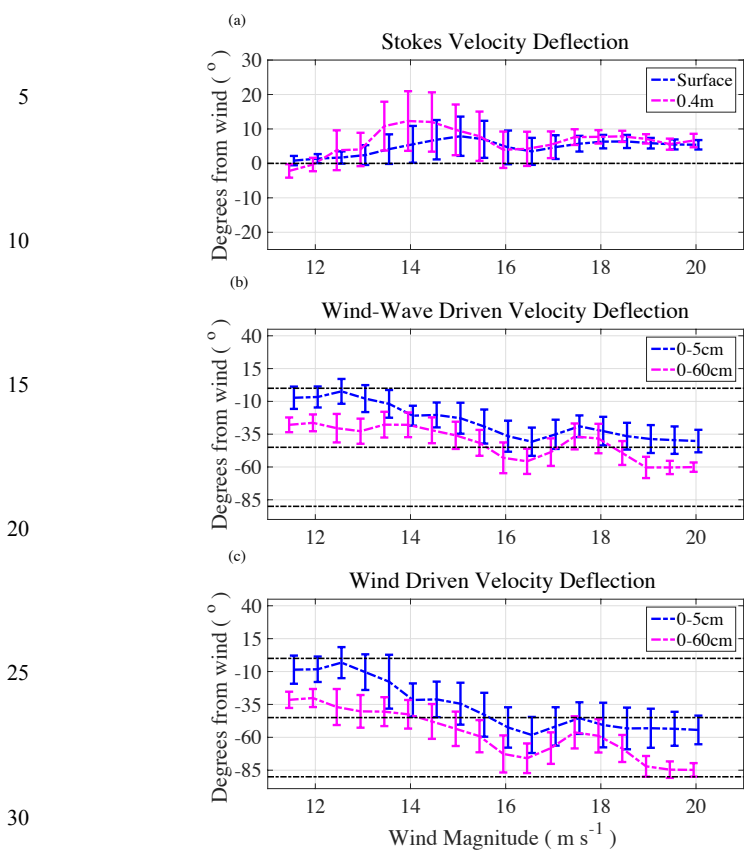 (a)
Stokes Velocity Deflection
Degrees from wind ( ° )
30
20
10
0
-10
-20
Surface
0.4m
12
14
16
18
20
(b)
Wind-Wave Driven Velocity Deflection
Degrees from wind ( ° )
40
15
-10
-35
-60
-85
0-5cm
0-60cm
12
14
16
18
20
(c)
Wind Driven Velocity Deflection
Degrees from wind ( ° )
40
15
-10
-35
-60
-85
0-5cm
0-60cm
12
14
16
18
20
Wind Magnitude ( m s⁻¹ )
5
10
15
20
25
30